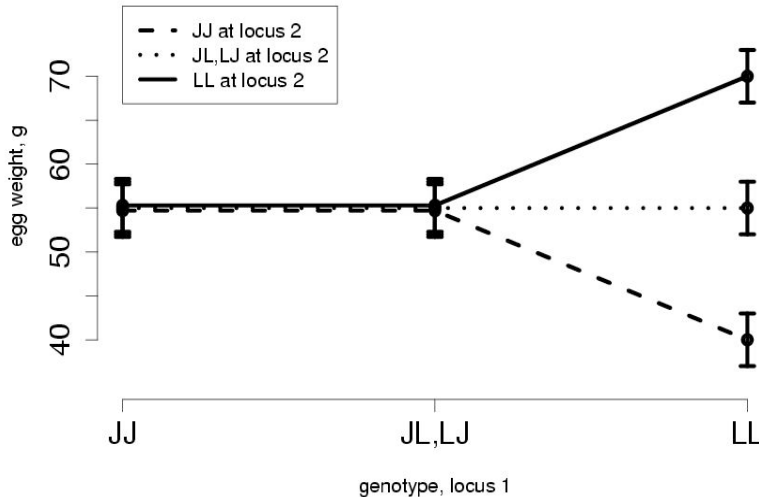 JJ at locus 2
JL,LJ at locus 2
LL at locus 2
egg weight, g
70
60
50
40
JJ
JL,LJ
LL
genotype, locus 1